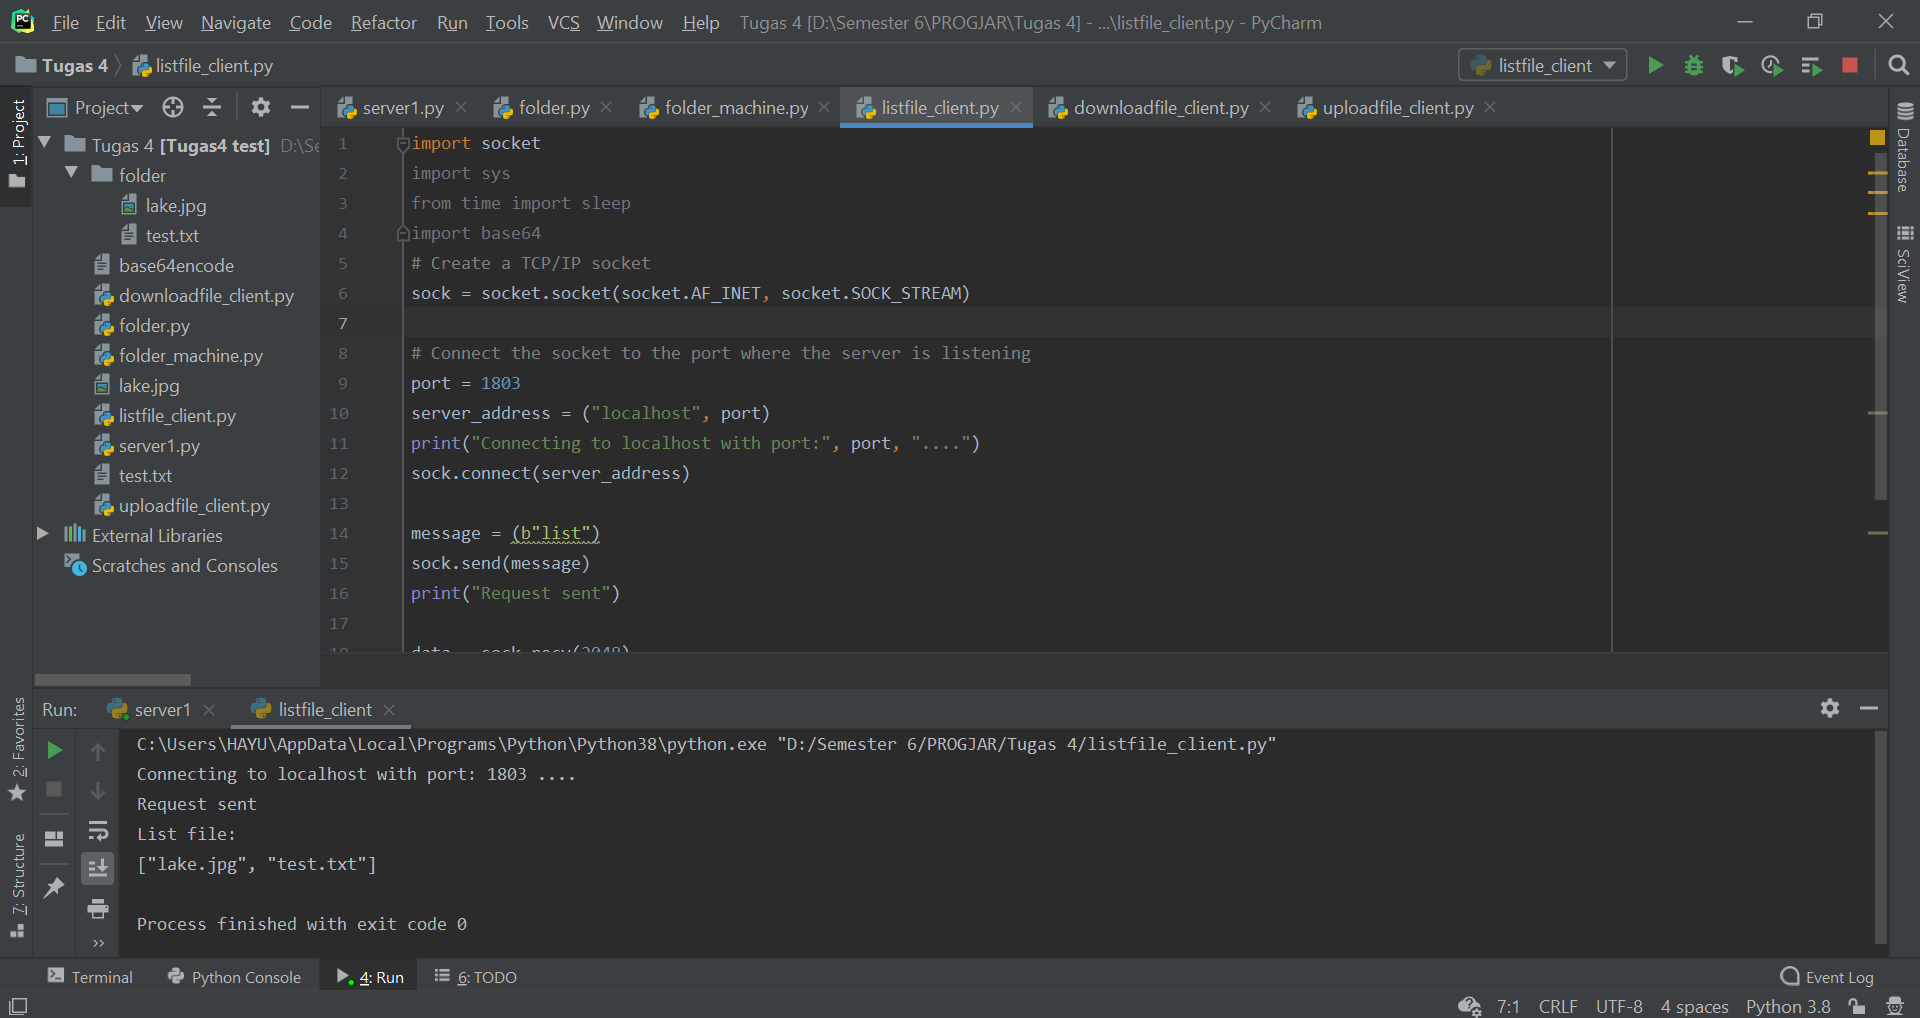 File Edit View Navigate Code Refactor Run Tools VCS Window Help Tugas 4 [D:\Semester 6\PROGJAR\Tugas 4] - ...\listfile_client.py - PyCharm
Tugas 4 listfile_client.py
listfile_client
1: Project
Project
server1.py
folder.py
folder_machine.py
listfile_client.py
downloadfile_client.py
uploadfile_client.py
Tugas 4 [Tugas4 test] D:\Se
folder
lake.jpg
test.txt
base64encode
downloadfile_client.py
folder.py
folder_machine.py
lake.jpg
listfile_client.py
server1.py
test.txt
uploadfile_client.py
External Libraries
Scratches and Consoles
1 import socket
2 import sys
3 from time import sleep
4 import base64
5 # Create a TCP/IP socket
6 sock = socket.socket(socket.AF_INET, socket.SOCK_STREAM)
7
8 # Connect the socket to the port where the server is listening
9 port = 1803
10 server_address = ("localhost", port)
11 print("Connecting to localhost with port:", port, "....")
12 sock.connect(server_address)
13
14 message = (b"list")
15 sock.send(message)
16 print("Request sent")
17
18 data = sock.recv(2048)
Database
SciView
2: Favorites
7: Structure
Run: server1 listfile_client
C:\Users\HAYU\AppData\Local\Programs\Python\Python38\python.exe "D:/Semester 6/PROGJAR/Tugas 4/listfile_client.py"
Connecting to localhost with port: 1803 ....
Request sent
List file:
["lake.jpg", "test.txt"]
Process finished with exit code 0
Terminal Python Console 4: Run 6: TODO Event Log
7:1 CRLF UTF-8 4 spaces Python 3.8